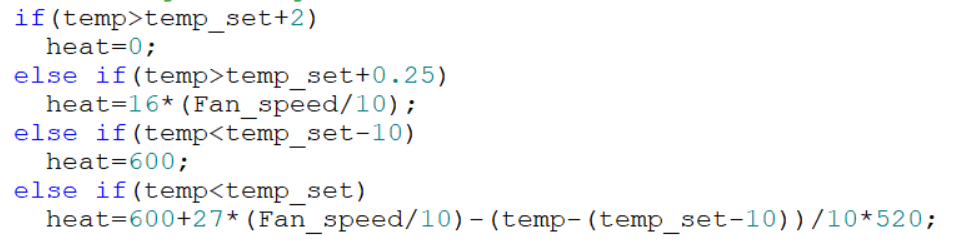 if(temp>temp_set+2)
heat=0;
else if(temp>temp_set+0.25)
heat=16*(Fan_speed/10);
else if(temp<temp_set-10)
heat=600;
else if(temp<temp_set)
heat=600+27*(Fan_speed/10)-(temp-(temp_set-10))/10*520;